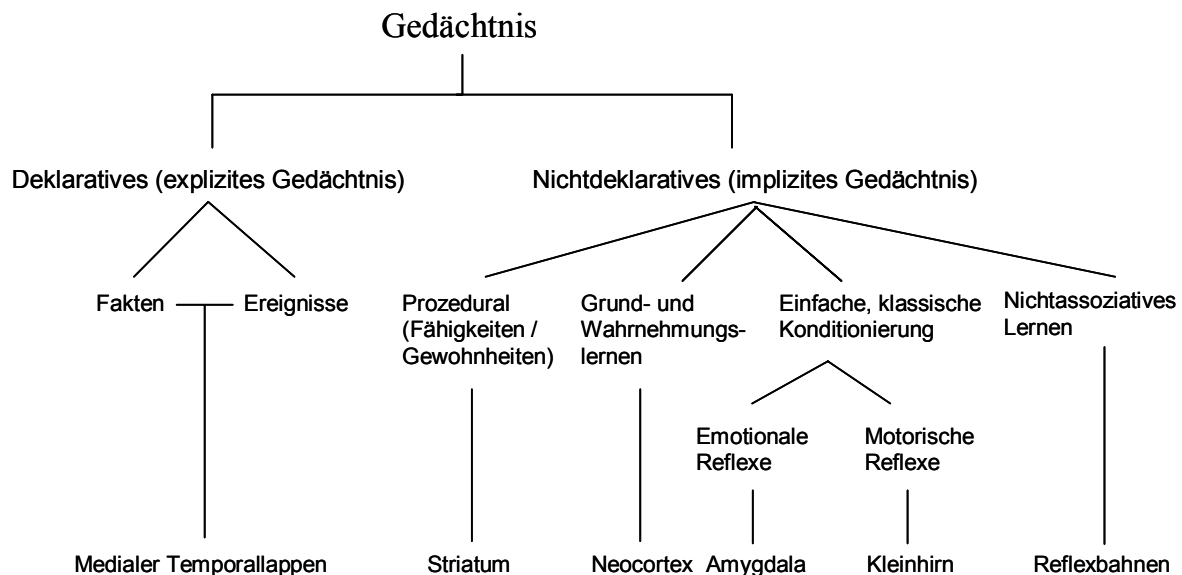 Gedächtnis
Deklaratives (explizites Gedächtnis)
Nichtdeklaratives (implizites Gedächtnis)
Fakten
Ereignisse
Prozedural
(Fähigkeiten /
Gewohnheiten)
Grund- und
Wahrnehmungs-
lernen
Einfache, klassische
Konditionierung
Nichtassoziatives
Lernen
Emotionale
Reflexe
Motorische
Reflexe
Medialer Temporallappen
Striatum
Neocortex
Amygdala
Kleinhirn
Reflexbahnen